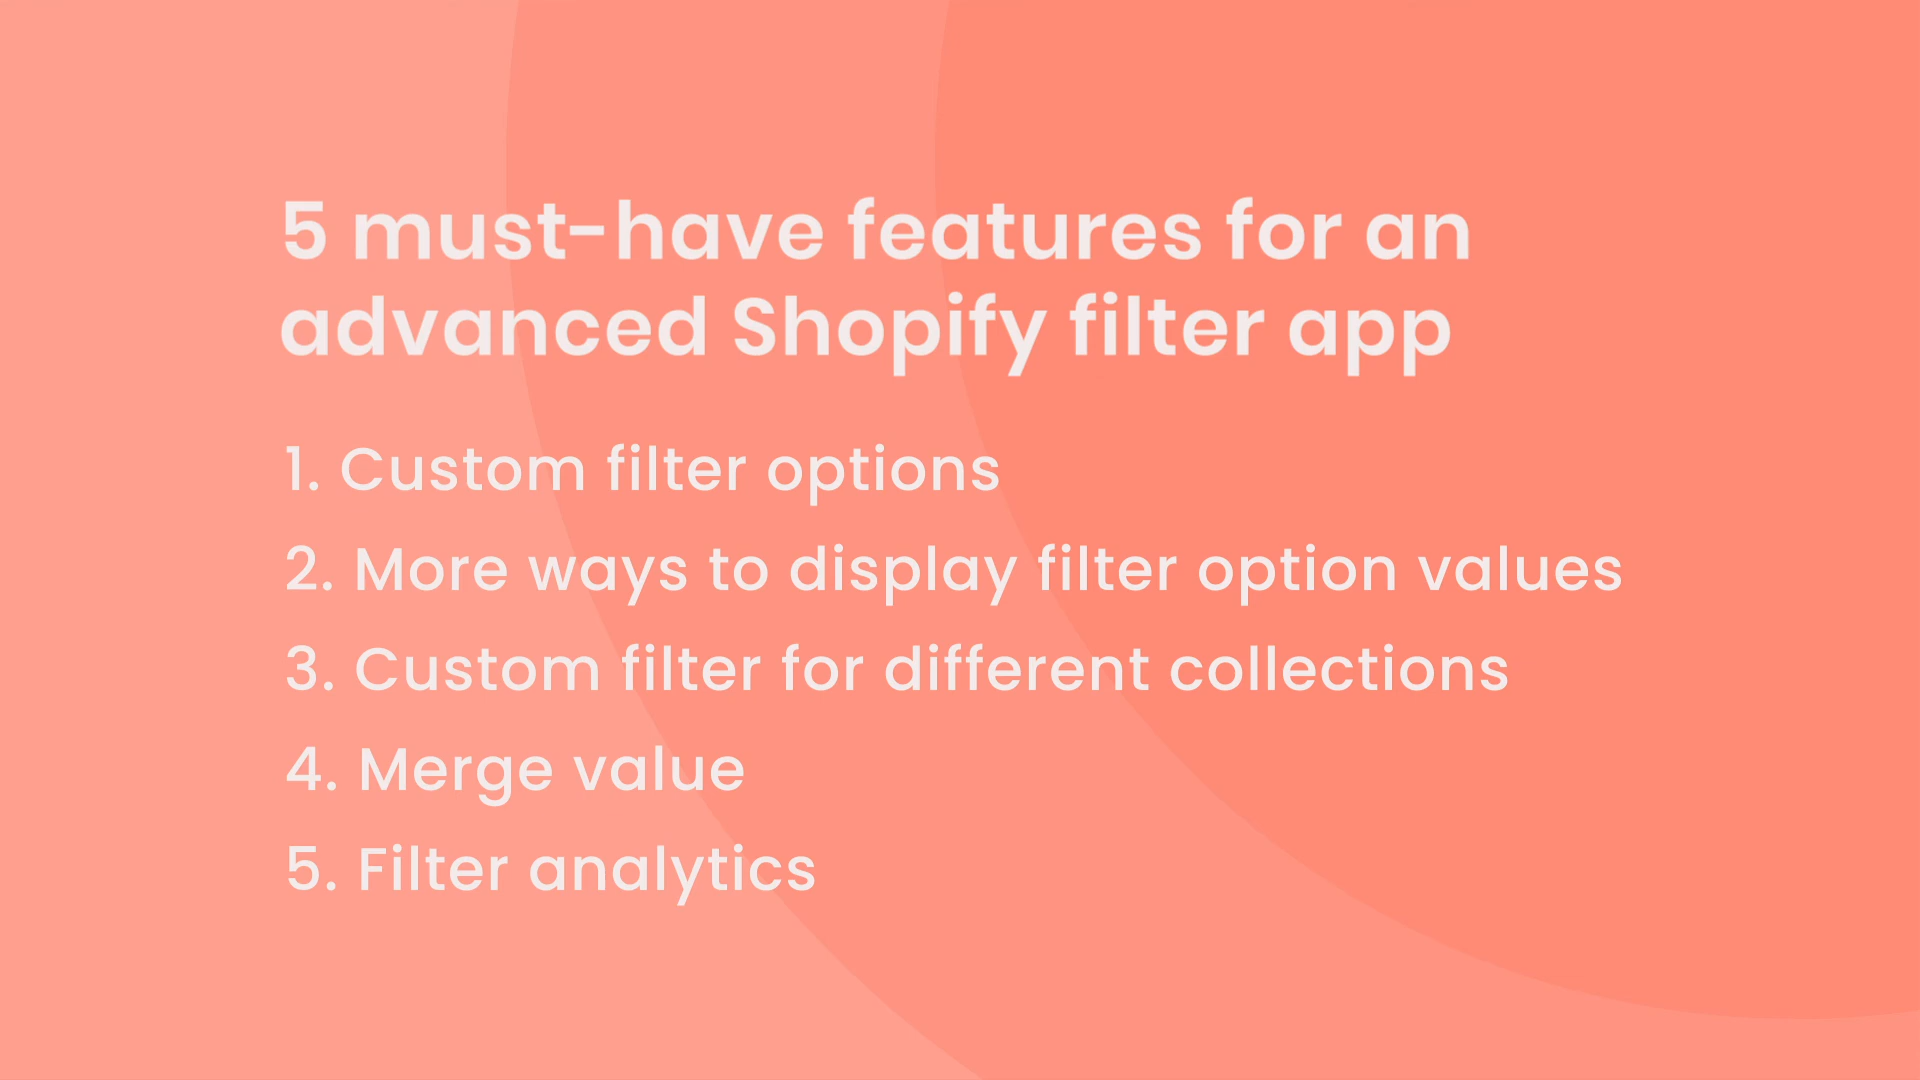 5 must-have features for an
advanced Shopify filter app
1. Custom filter options
2. More ways to display filter option values
3. Custom filter for different collections
4. Merge value
5. Filter analytics